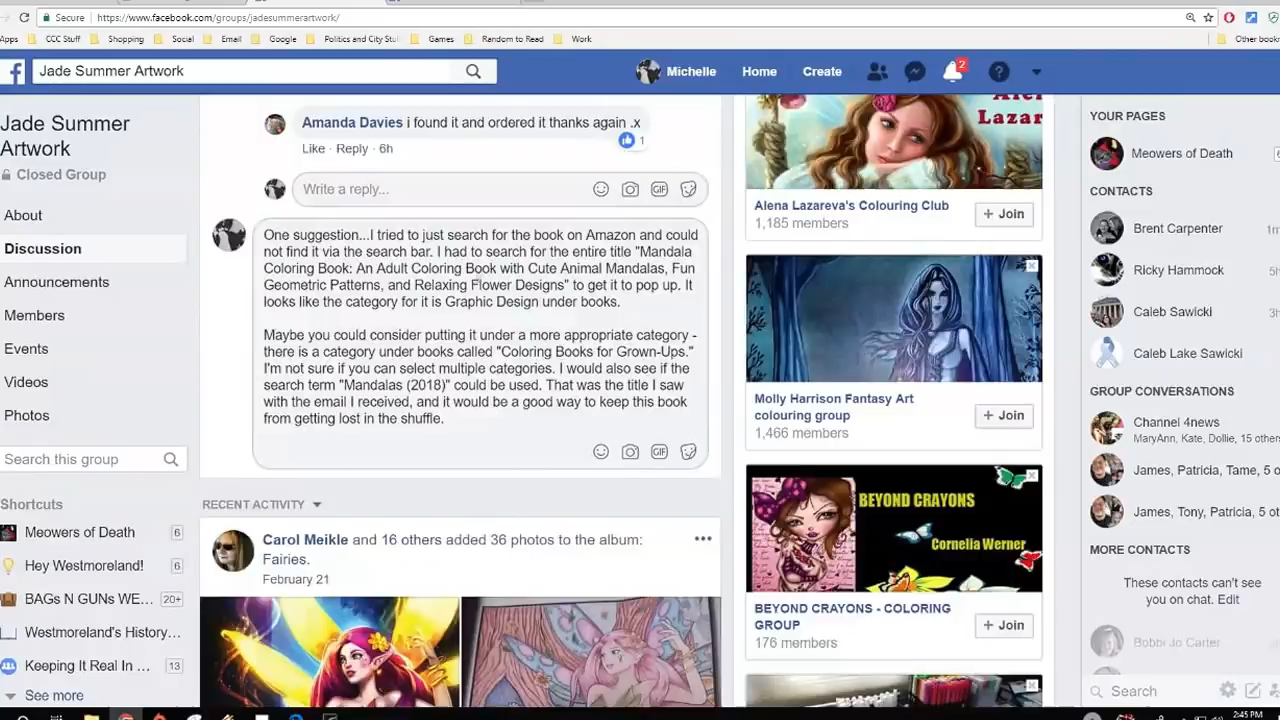 Secure
https://www.facebook.com/groups/jadesummerartwork/
Apps
CCC Stuff
Shopping
Social
Email
Google
Politics and City Stu
Games
Random to Read
Work
Other book
Jade Summer Artwork
Michelle
Home
Create
2
Jade Summer
Artwork
Closed Group
About
Discussion
Announcements
Members
Events
Videos
Photos
Search this group
Shortcuts
Meowers of Death
6
Hey Westmoreland!
6
BAGs N GUNs WE...
20+
Westmoreland's History...
Keeping It Real In ...
13
See more
Amanda Davies i found it and ordered it thanks again .x
1
Like · Reply · 6h
Write a reply...
One suggestion...I tried to just search for the book on Amazon and could
not find it via the search bar. I had to search for the entire title "Mandala
Coloring Book: An Adult Coloring Book with Cute Animal Mandalas, Fun
Geometric Patterns, and Relaxing Flower Designs" to get it to pop up. It
looks like the category for it is Graphic Design under books.
Maybe you could consider putting it under a more appropriate category -
there is a category under books called "Coloring Books for Grown-Ups."
I'm not sure if you can select multiple categories. I would also see if the
search term "Mandalas (2018)" could be used. That was the title I saw
with the email I received, and it would be a good way to keep this book
from getting lost in the shuffle.
RECENT ACTIVITY
Carol Meikle and 16 others added 36 photos to the album:
Fairies.
February 21
Lazar
Alena Lazareva's Colouring Club
1,185 members
+ Join
Molly Harrison Fantasy Art
colouring group
1,466 members
+ Join
BEYOND CRAYONS
Cornelia Werner
BEYOND CRAYONS - COLORING
GROUP
176 members
+ Join
YOUR PAGES
Meowers of Death
CONTACTS
Brent Carpenter
1m
Ricky Hammock
5h
Caleb Sawicki
3h
Caleb Lake Sawicki
GROUP CONVERSATIONS
Channel 4news
MaryAnn, Kate, Dollie, 15 others
James, Patricia, Tame, 5 o
James, Tony, Patricia, 5 ot
MORE CONTACTS
These contacts can't see
you on chat. Edit
Bobbi Jo Carter
Search
2:45 PM